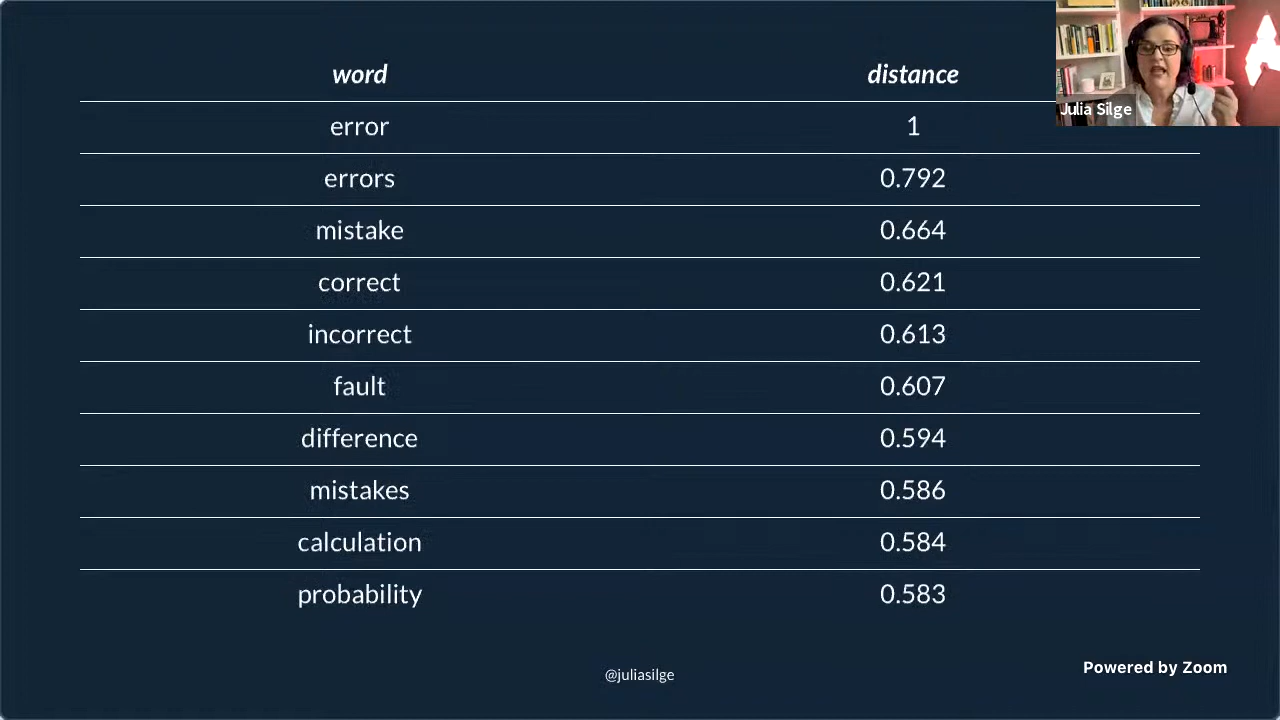 word distance
error 1
errors 0.792
mistake 0.664
correct 0.621
incorrect 0.613
fault 0.607
difference 0.594
mistakes 0.586
calculation 0.584
probability 0.583
Julia Silge
@juliasilge
Powered by Zoom